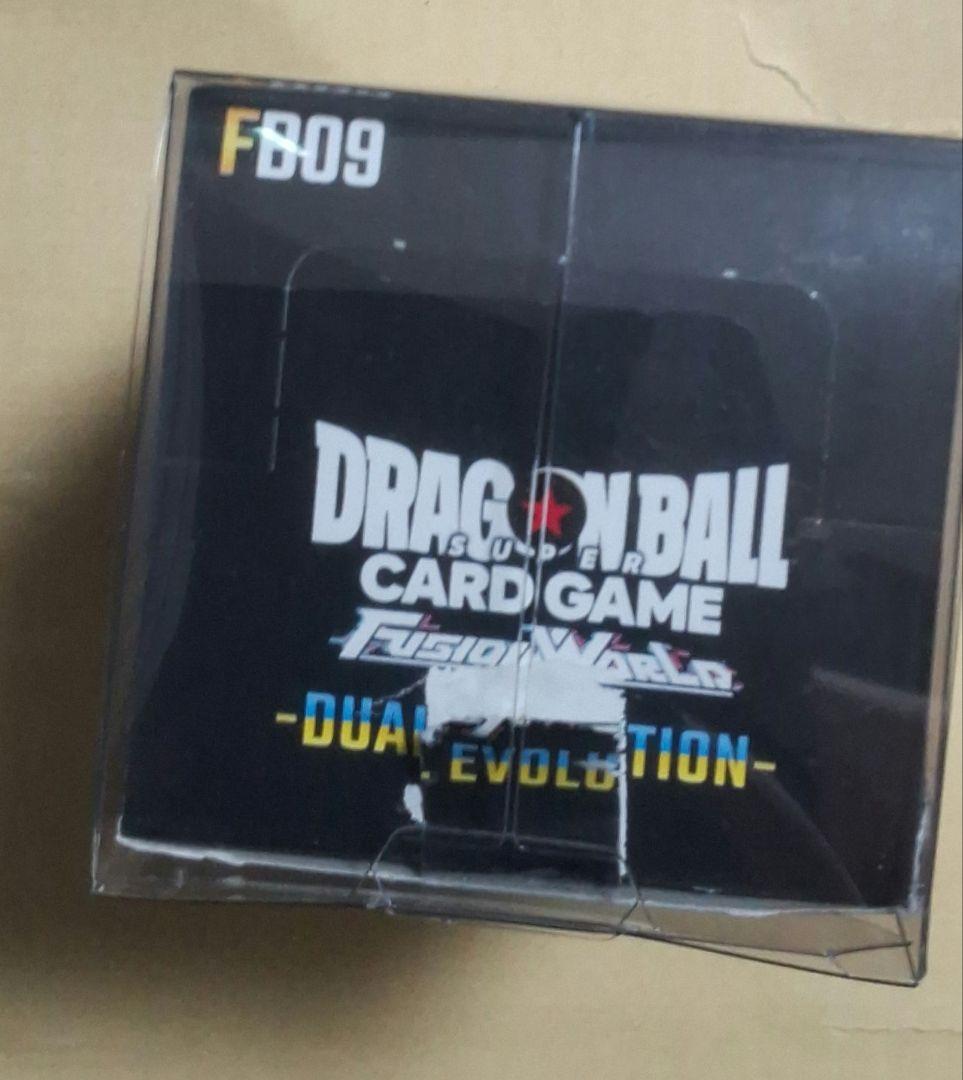 FB09
DRAGON BALL
SUPER
CARD GAME
FUSION WORLD
-DUAL EVOLUTION-